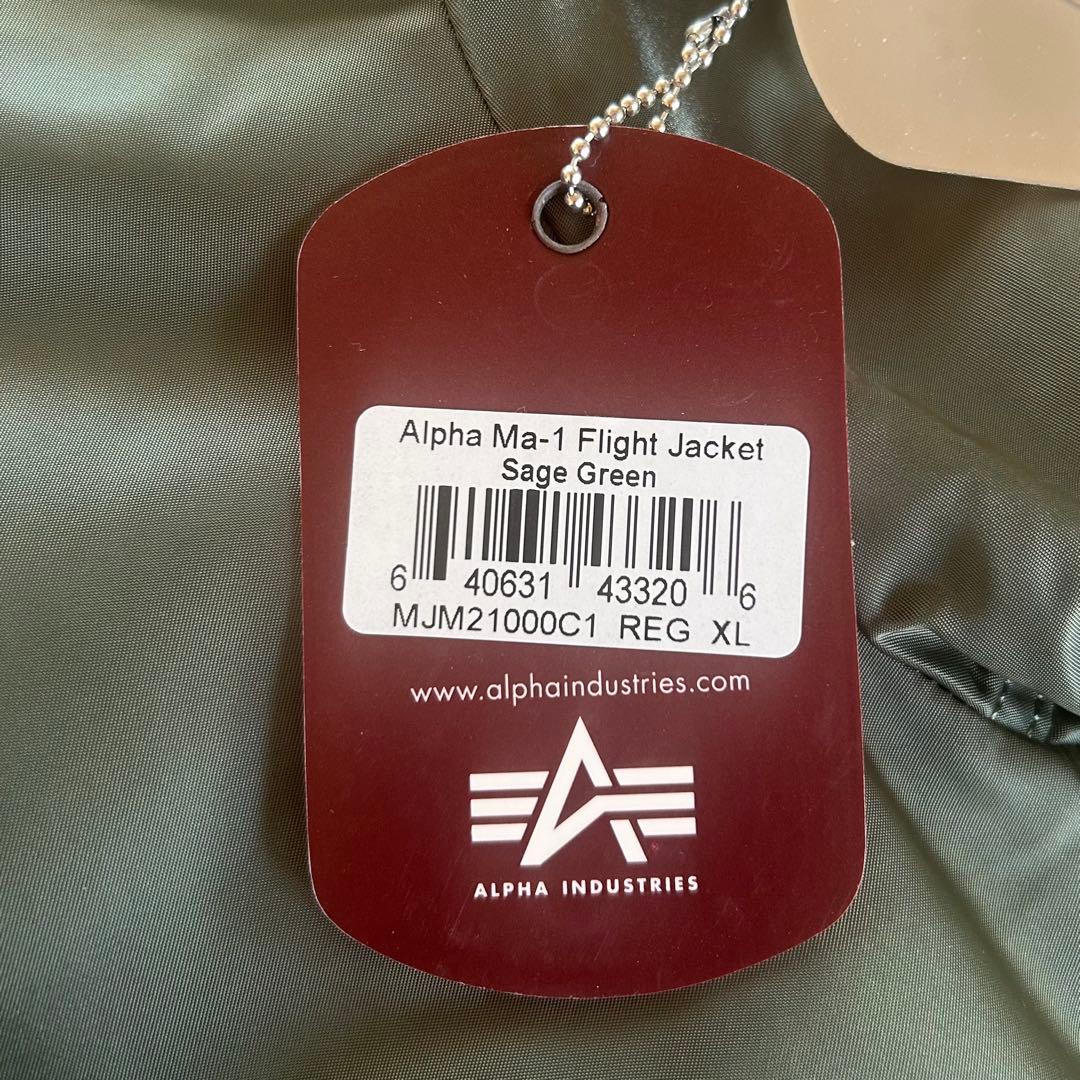 Alpha Ma-1 Flight Jacket
Sage Green
6 40631 43320 6
MJM21000C1 REG XL
www.alphaindustries.com
ALPHA INDUSTRIES